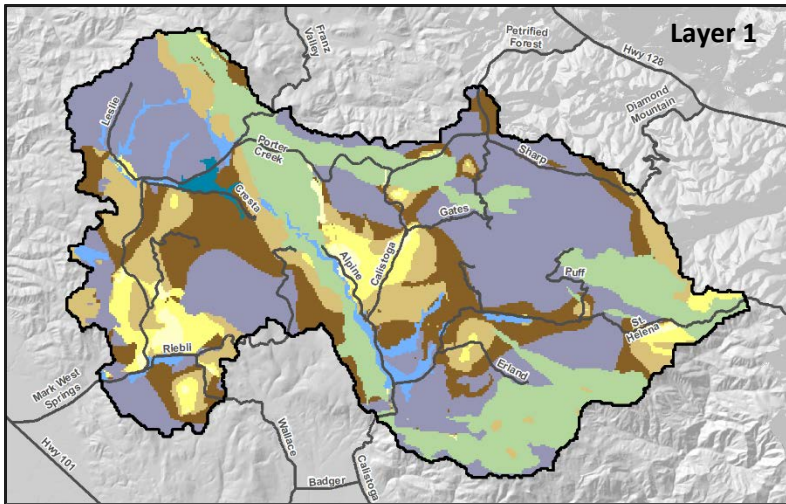 Layer 1
Franz
Valley
Petrified
Forest
Hwy 128
Diamond
Mountain
Leslie
Porter
Creek
Sharp
Cresta
Gates
Alpine
Calistoga
Puff
St.
Helena
Riebli
Erland
Mark West
Springs
Wallace
Hwy 101
Badger
Calistoga